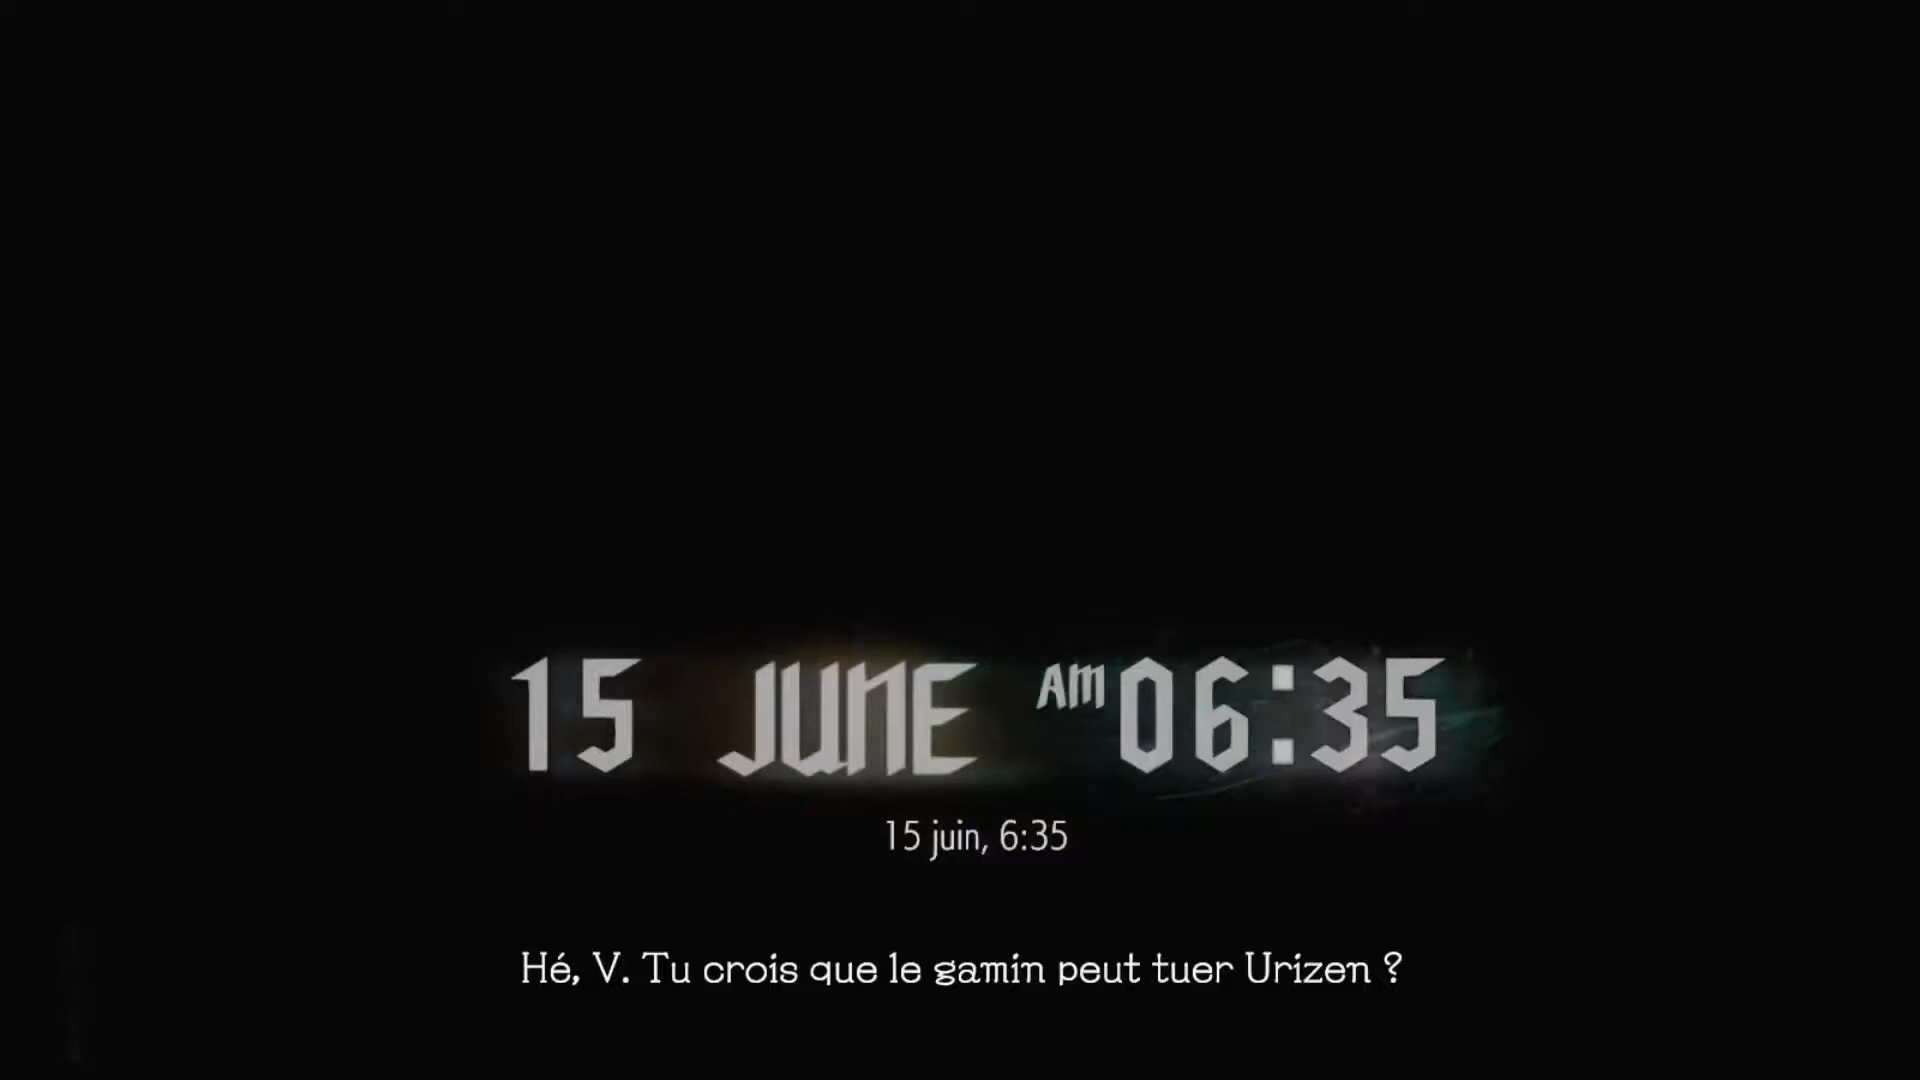 15 JUNE AM 06:35
15 juin, 6:35
Hé, V. Tu crois que le gamin peut tuer Urizen ?